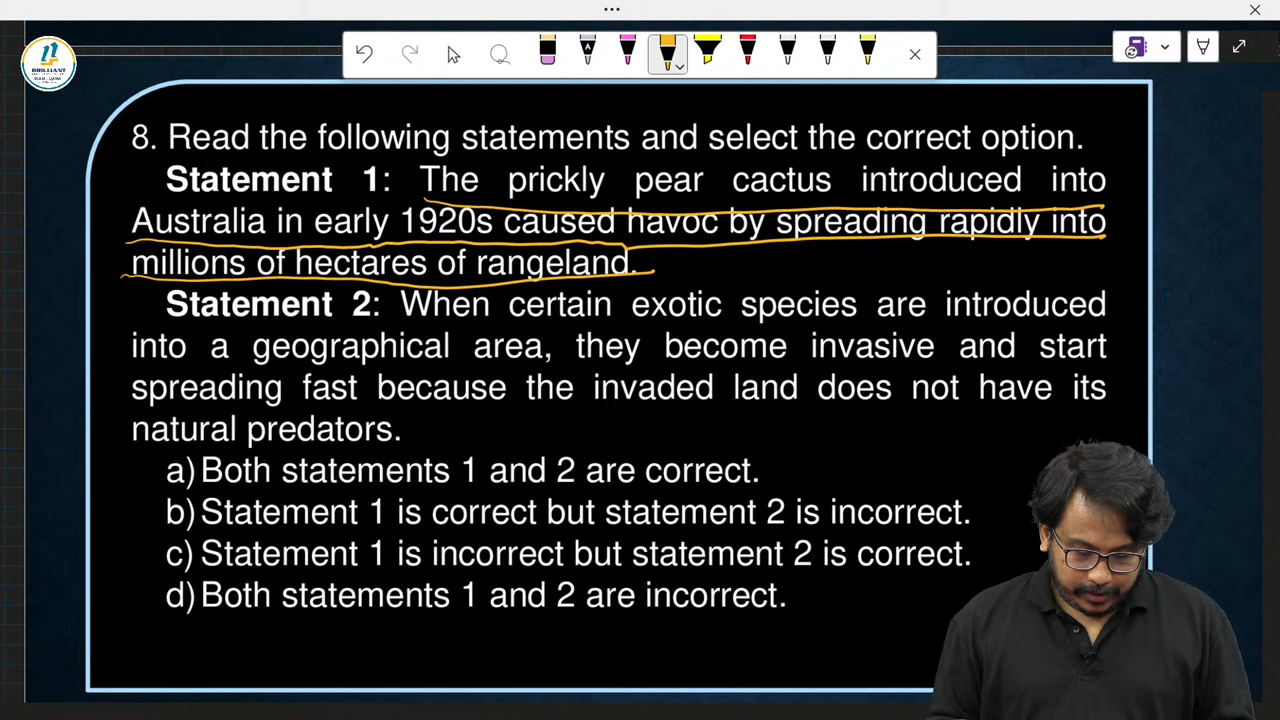 BRILLIANT
8. Read the following statements and select the correct option.
Statement 1: The prickly pear cactus introduced into
Australia in early 1920s caused havoc by spreading rapidly into
millions of hectares of rangeland.
Statement 2: When certain exotic species are introduced
into a geographical area, they become invasive and start
spreading fast because the invaded land does not have its
natural predators.
a) Both statements 1 and 2 are correct.
b) Statement 1 is correct but statement 2 is incorrect.
c) Statement 1 is incorrect but statement 2 is correct.
d) Both statements 1 and 2 are incorrect.